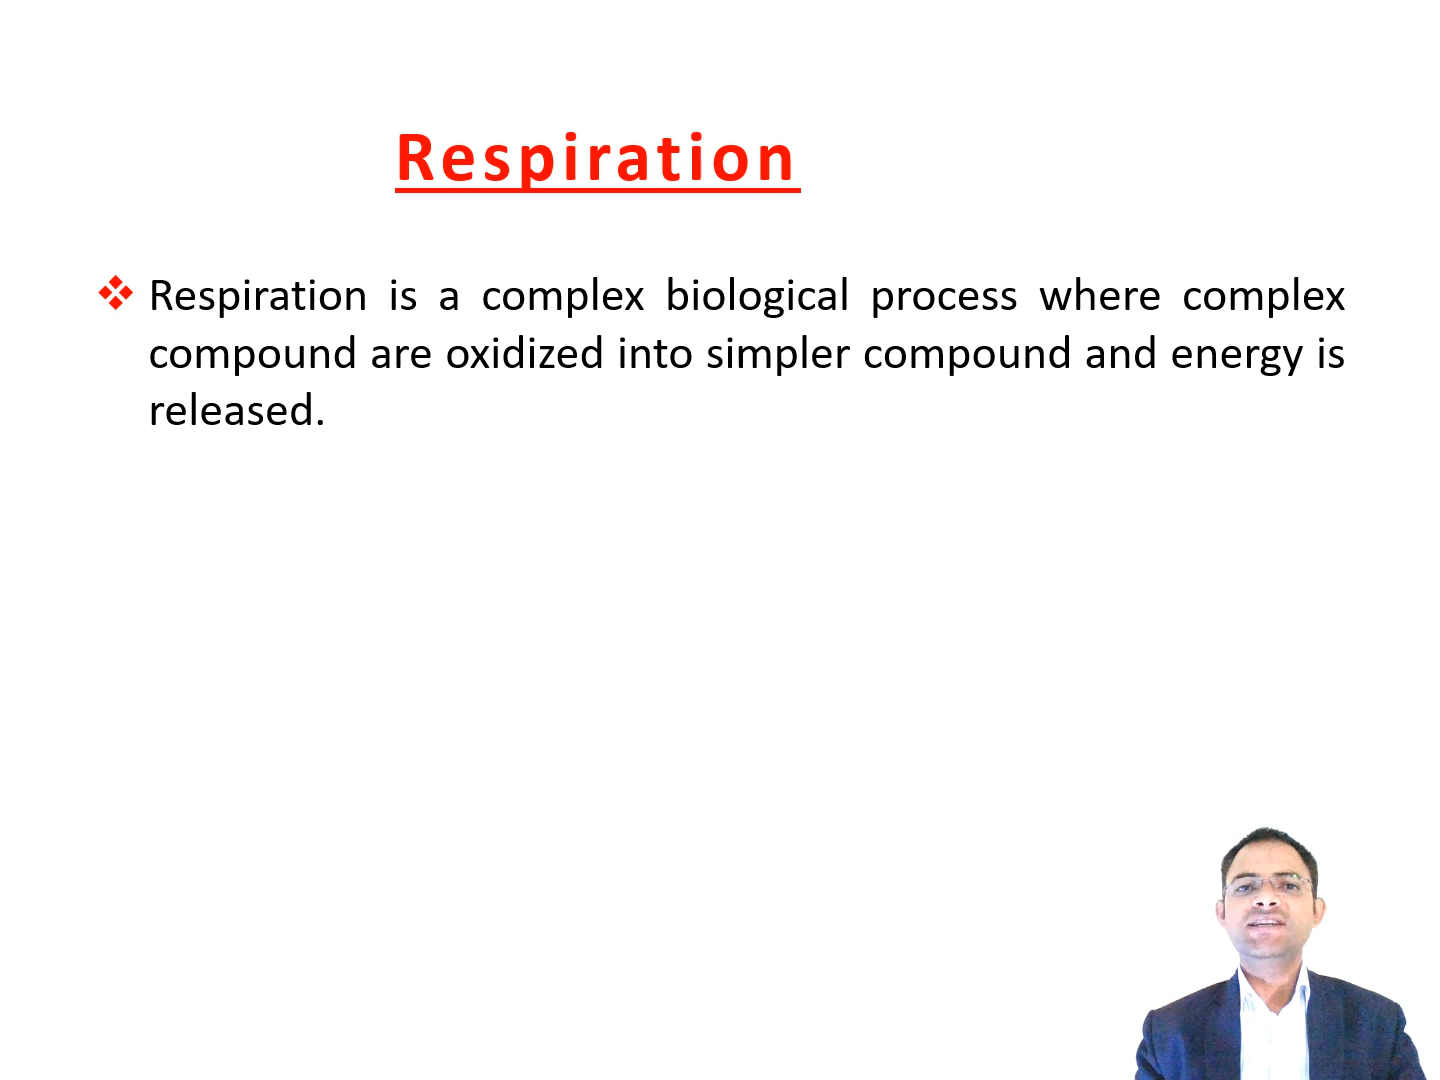 Respiration
❖ Respiration is a complex biological process where complex
compound are oxidized into simpler compound and energy is
released.